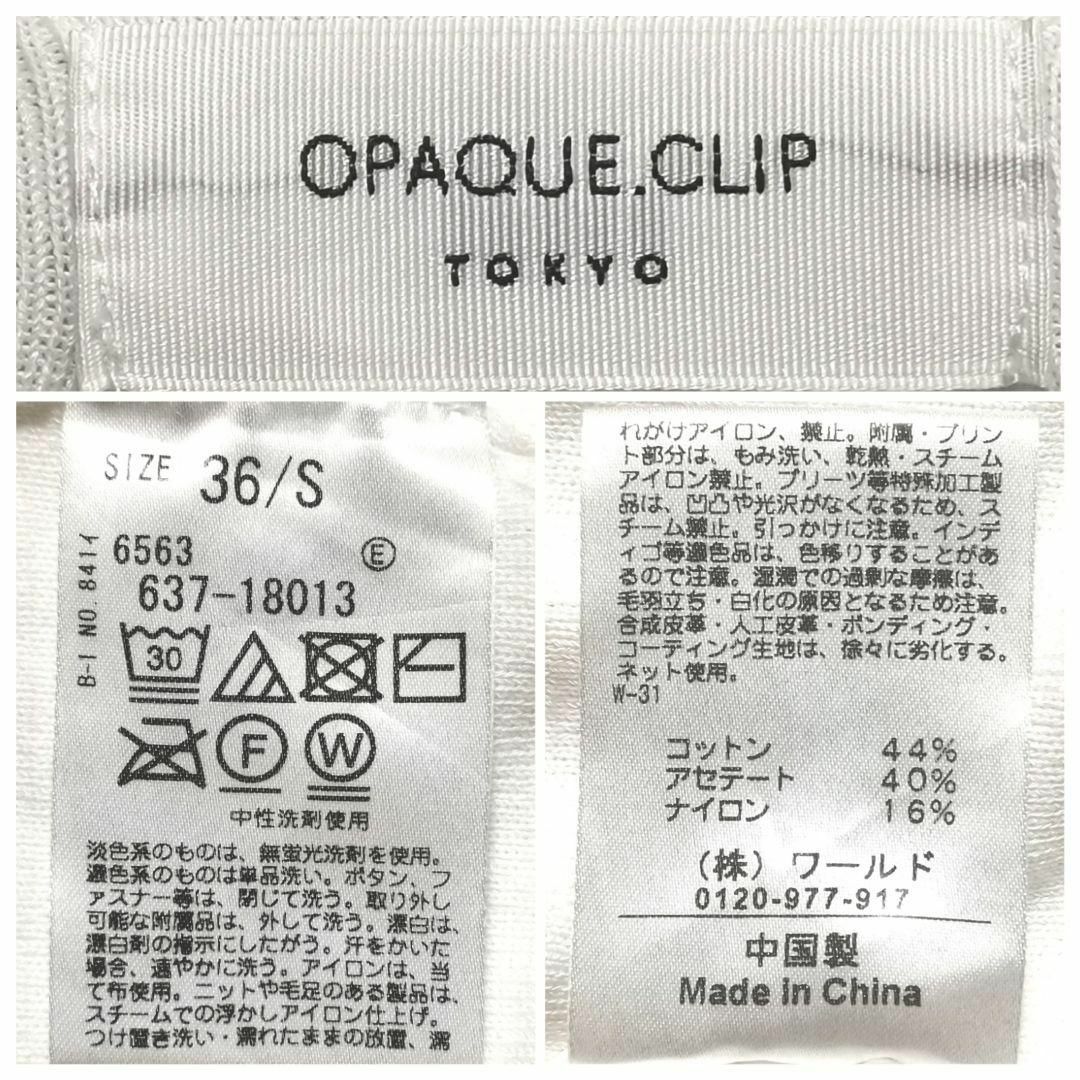 OPAQUE.CLIP
TOKYO
SIZE 36/S
B-I NO 841イ
6563 E
637-18013
30
F W
中性洗剤使用
淡色系のものは、無蛍光洗剤を使用。
濃色系のものは単品洗い。ボタン、フ
ァスナー等は、閉じて洗う。取り外し
可能な附属品は、外して洗う。漂白は、
漂白剤の指示にしたがう。汗をかいた
場合、速やかに洗う。アイロンは、当
て布使用。ニットや毛足のある製品は、
スチームでの浮かしアイロン仕上げ。
つけ置き洗い・濡れたままの放置、濡
れがけアイロン、禁止。附属・プリン
ト部分は、もみ洗い、乾熱・スチーム
アイロン禁止。プリーツ等特殊加工製
品は、凹凸や光沢がなくなるため、ス
チーム禁止。引っかけに注意。インデ
ィゴ等濃色品は、色移りすることがあ
るので注意。湿潤での過剰な摩擦は、
毛羽立ち・白化の原因となるため注意。
合成皮革・人工皮革・ボンディング・
コーティング生地は、徐々に劣化する。
ネット使用。
W-31
コットン 44%
アセテート 40%
ナイロン 16%
(株) ワールド
0120-977-917
中国製
Made in China